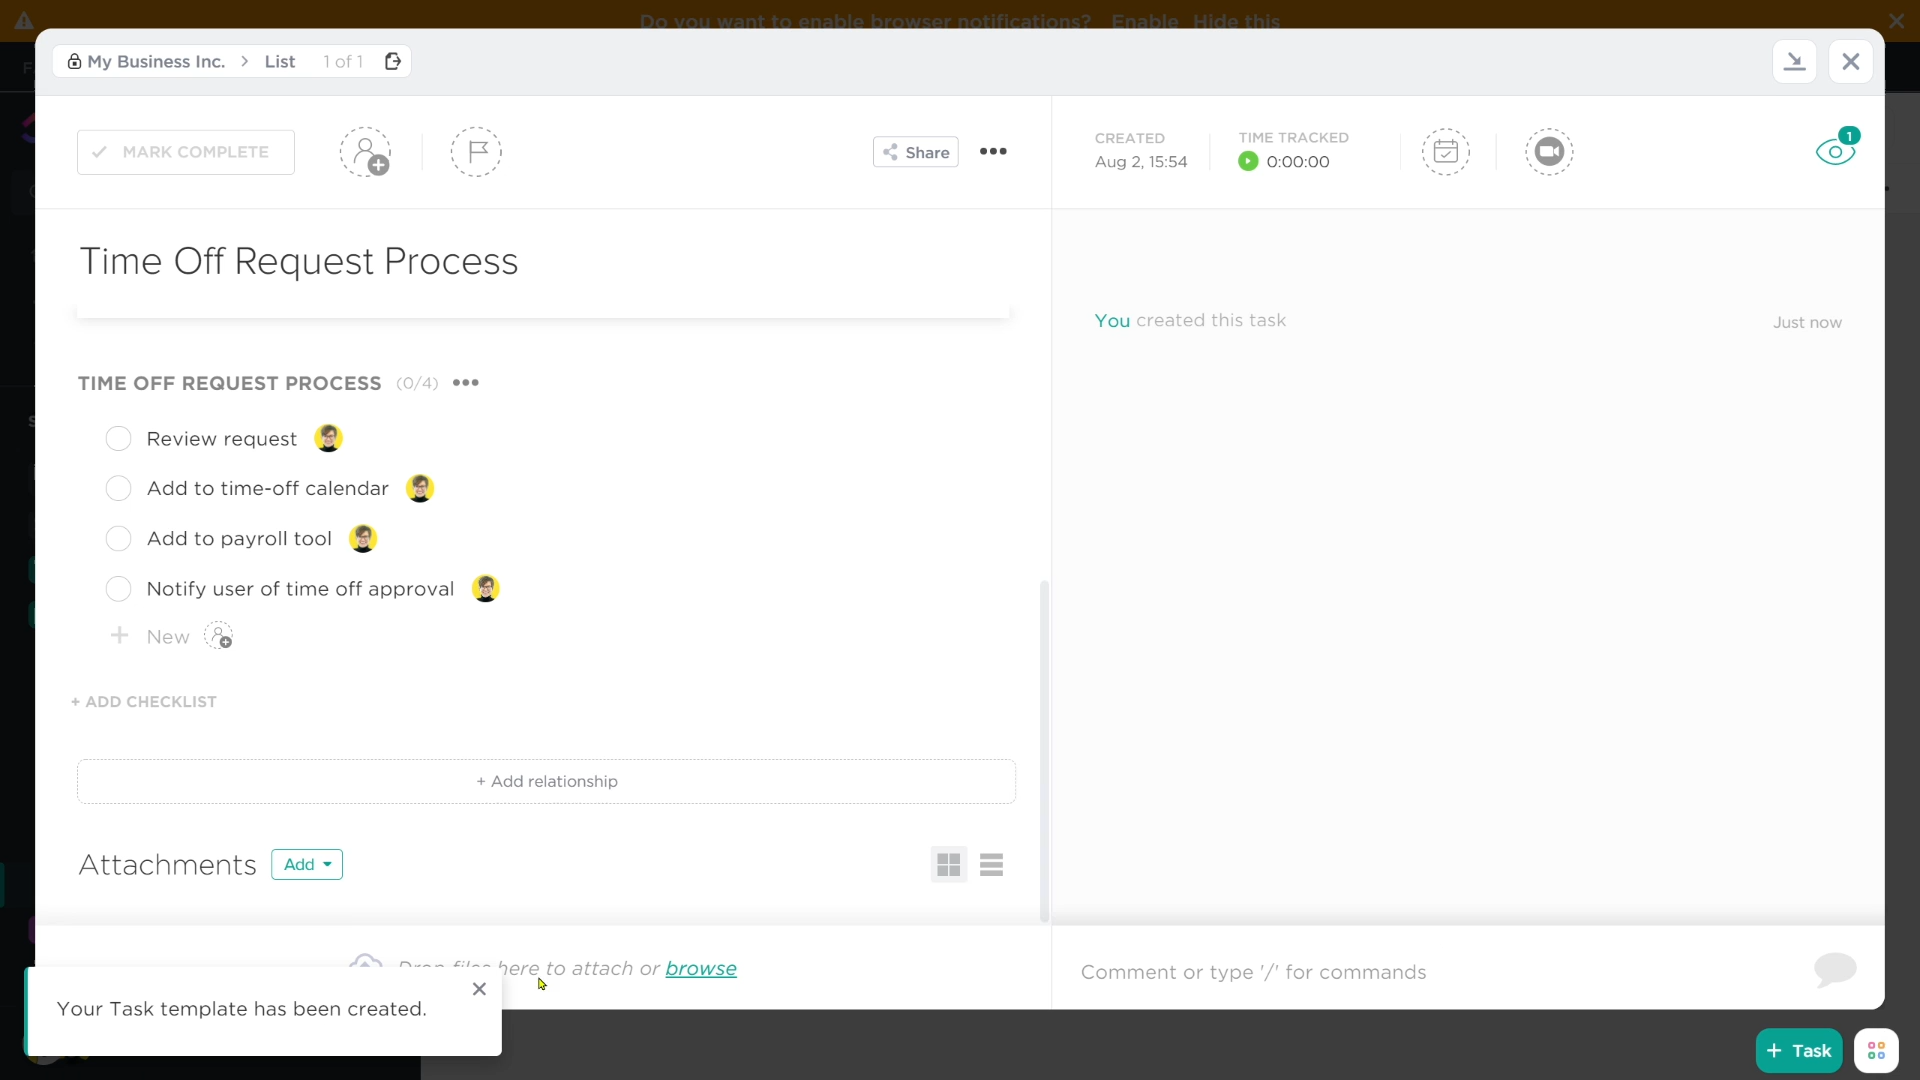 Do you want to enable browser notifications? Enable Hide this
My Business Inc. > List 1 of 1
MARK COMPLETE
Share
CREATED
Aug 2, 15:54
TIME TRACKED
0:00:00
1
Time Off Request Process
You created this task
Just now
TIME OFF REQUEST PROCESS (0/4)
Review request
Add to time-off calendar
Add to payroll tool
Notify user of time off approval
+ New
+ ADD CHECKLIST
+ Add relationship
Attachments Add
Drop files here to attach or browse
Comment or type '/' for commands
Your Task template has been created.
+ Task